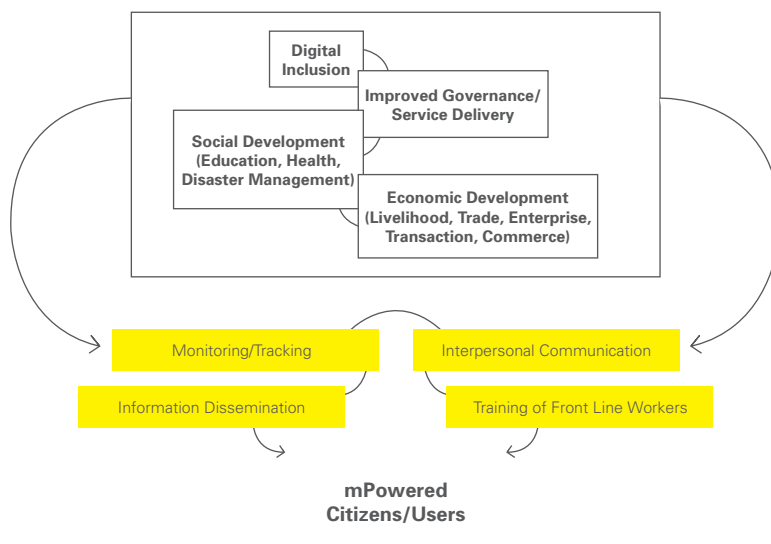 Digital
Inclusion
Improved Governance/
Service Delivery
Social Development
(Education, Health,
Disaster Management)
Economic Development
(Livelihood, Trade, Enterprise,
Transaction, Commerce)
Monitoring/Tracking
Interpersonal Communication
Information Dissemination
Training of Front Line Workers
mPowered
Citizens/Users